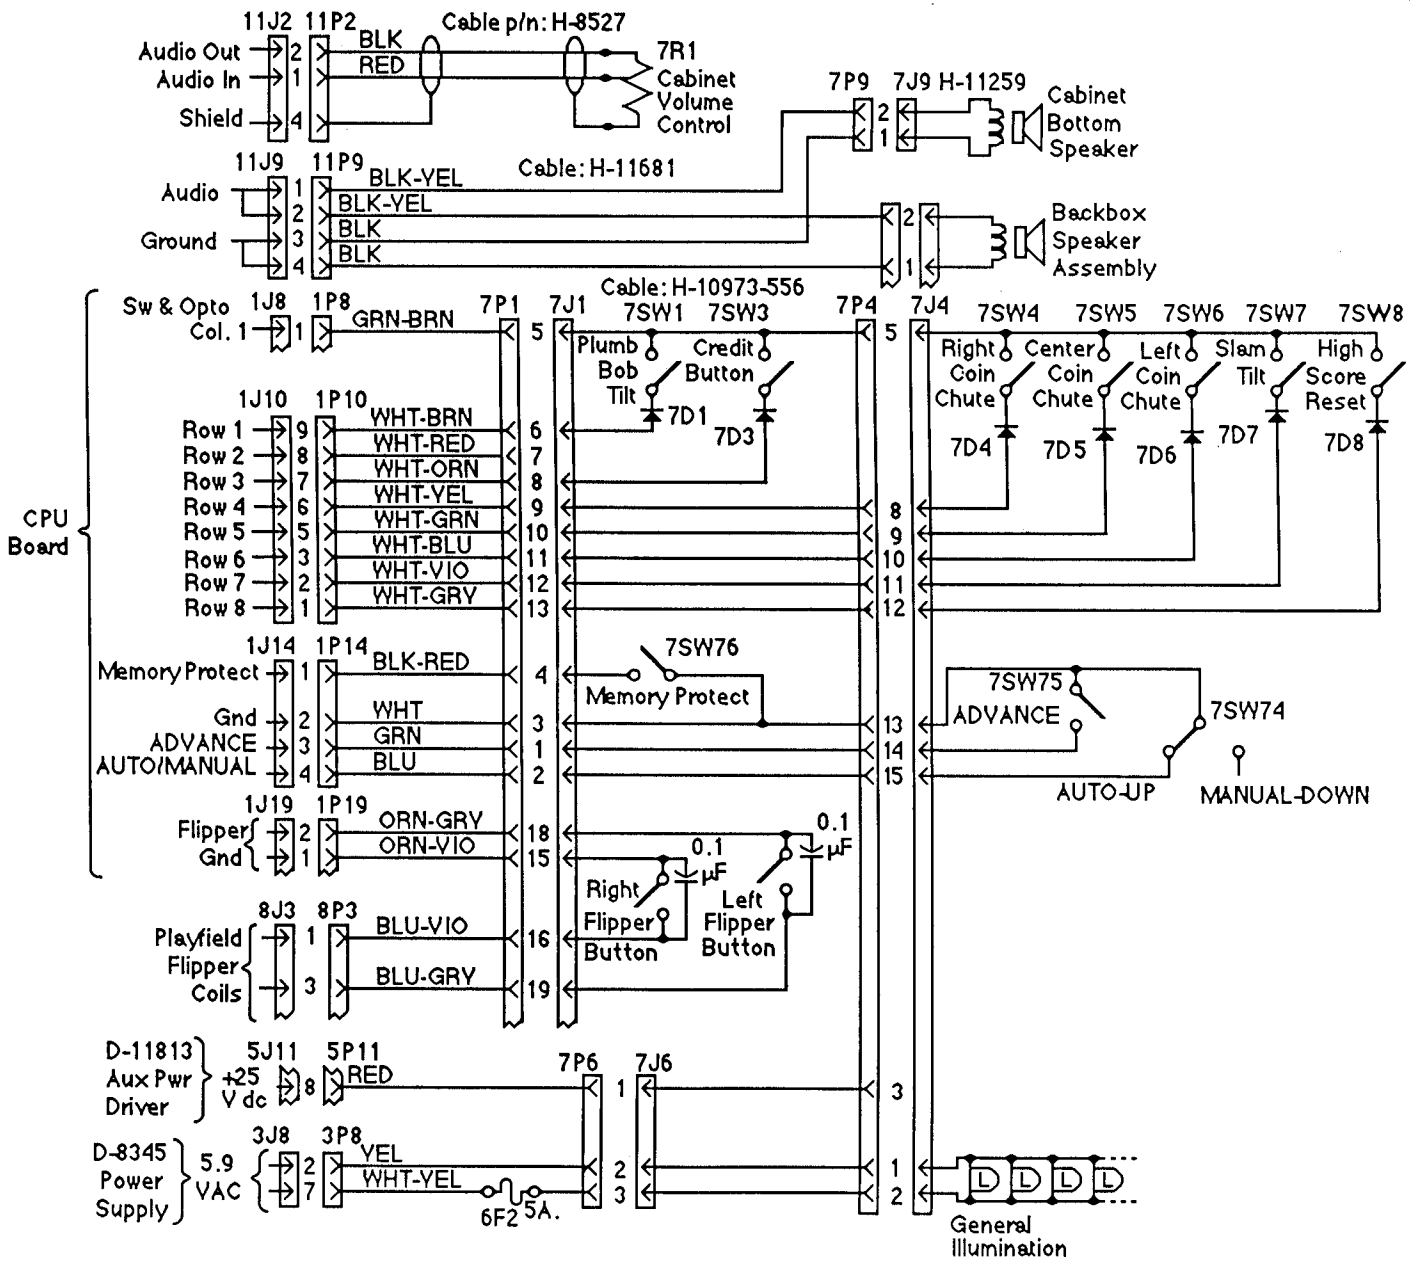 11J2 11P2 Cable p/n: H-8527
Audio Out 2 BLK
Audio In 1 RED
Shield 4
7R1
Cabinet
Volume
Control
7P9 7J9 H-11259
2
1
Cabinet
Bottom
Speaker
11J9 11P9 Cable: H-11681
Audio 1 BLK-YEL
2 BLK-YEL
Ground 3 BLK
4 BLK
2
1
Backbox
Speaker
Assembly
Cable: H-10973-556
CPU
Board
Sw & Opto
Col. 1
1J8 1P8
1 GRN-BRN
7P1 7J1
5
7SW1 7SW3
Plumb
Bob
Tilt
Credit
Button
7D1
7D3
7P4 7J4
5
7SW4 7SW5 7SW6 7SW7 7SW8
Right
Coin
Chute
Center
Coin
Chute
Left
Coin
Chute
Slam
Tilt
High
Score
Reset
7D4 7D5 7D6 7D7 7D8
1J10 1P10
Row 1 9 WHT-BRN 6
Row 2 8 WHT-RED 7
Row 3 7 WHT-ORN 8
Row 4 6 WHT-YEL 9 8
Row 5 5 WHT-GRN 10 9
Row 6 3 WHT-BLU 11 10
Row 7 2 WHT-VIO 12 11
Row 8 1 WHT-GRY 13 12
1J14 1P14
Memory Protect 1 BLK-RED 4
7SW76
Memory Protect
Gnd 2 WHT 3 13
ADVANCE 3 GRN 1 14
AUTO/MANUAL 4 BLU 2 15
7SW75
ADVANCE
7SW74
AUTO-UP
MANUAL-DOWN
1J19 1P19
Flipper
Gnd
2 ORN-GRY 18
1 ORN-VIO 15
0.1
µF
0.1
µF
Right
Flipper
Button
Left
Flipper
Button
8J3 8P3
Playfield
Flipper
Coils
1 BLU-VIO 16
3 BLU-GRY 19
D-11813
Aux Pwr
Driver
+25
V dc
5J11 5P11
8 RED
7P6 7J6
1 3
D-8345
Power
Supply
5.9
VAC
3J8 3P8
2 YEL 2 1
7 WHT-YEL 3 2
6F2 5A.
L L L L
General
Illumination